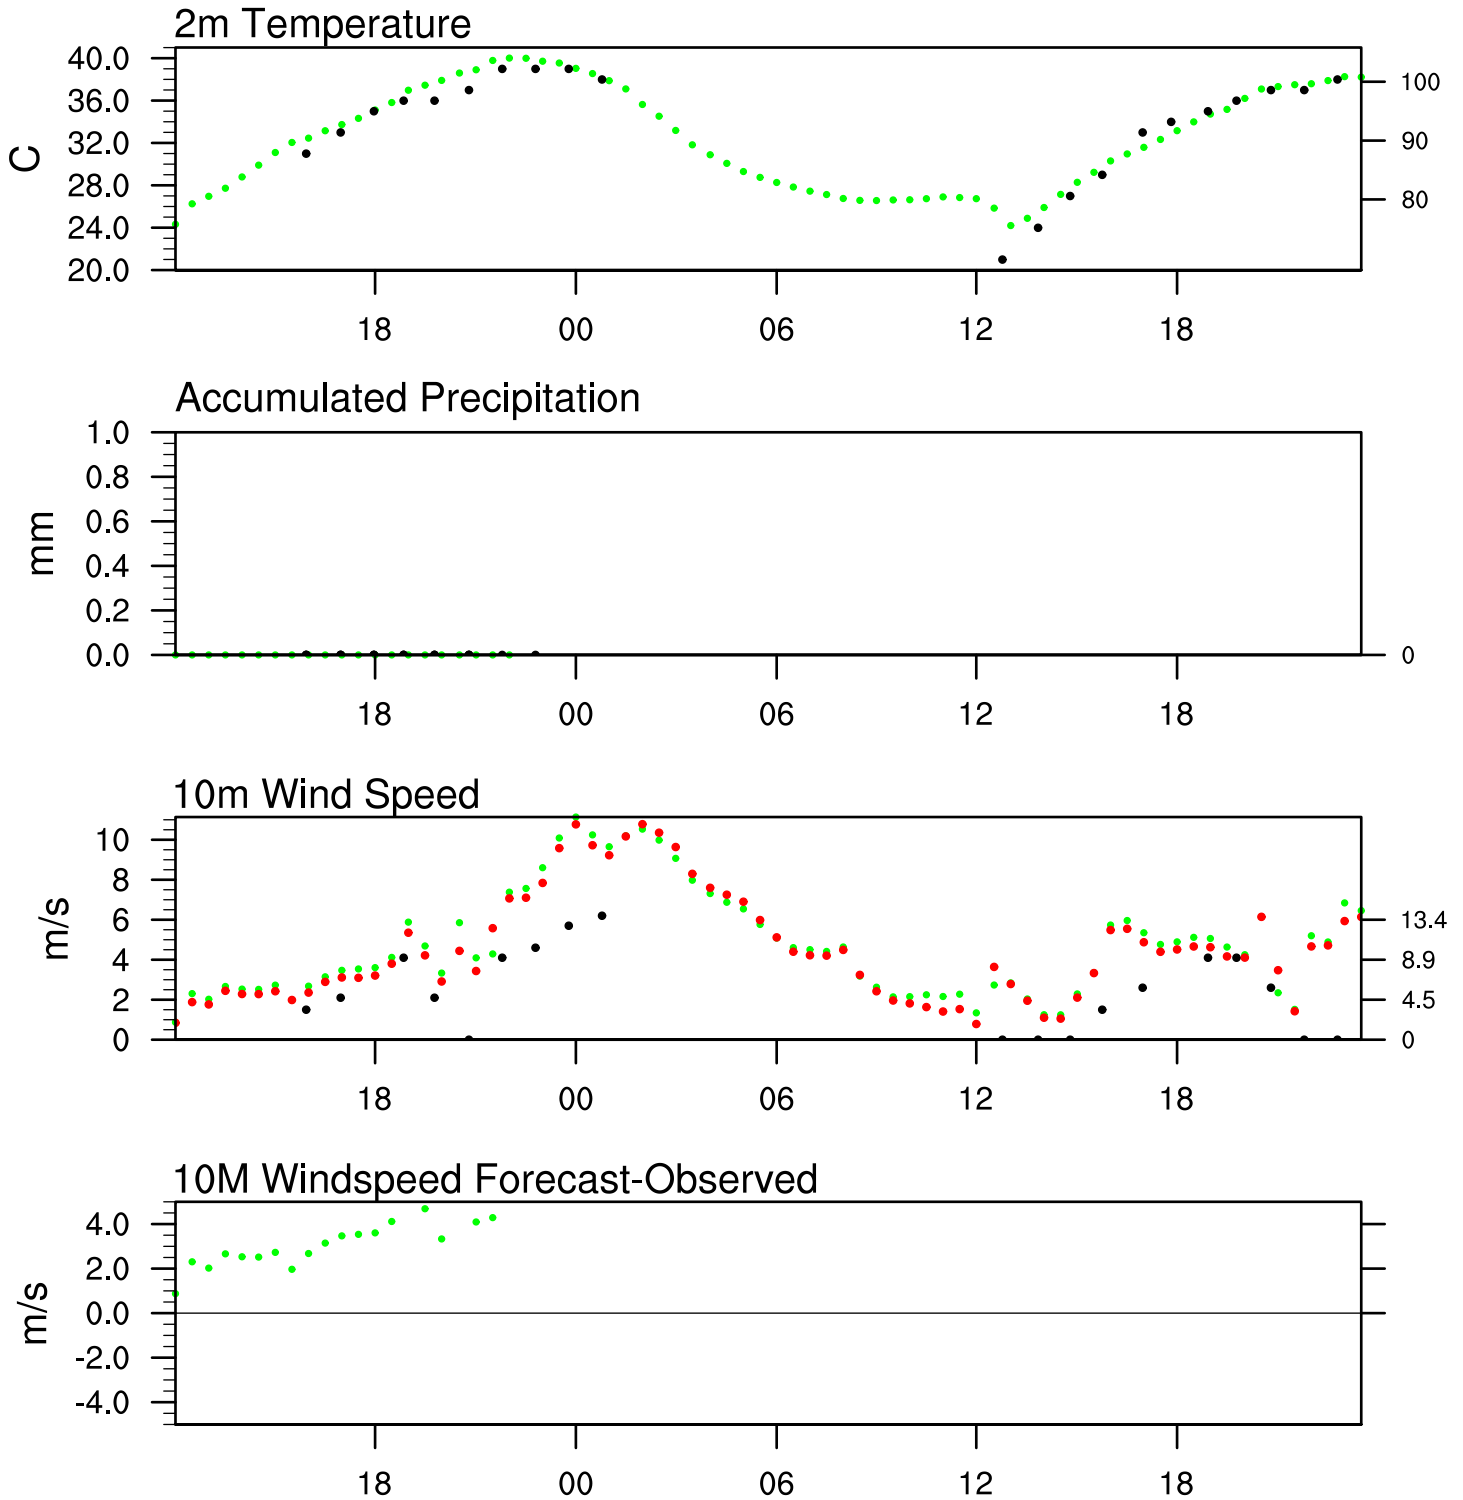 2m Temperature
40.0
36.0
32.0
28.0
24.0
20.0
C
100
90
80
18 00 06 12 18
Accumulated Precipitation
1.0
0.8
0.6
0.4
0.2
0.0
mm
0
18 00 06 12 18
10m Wind Speed
10
8
6
4
2
0
m/s
13.4
8.9
4.5
0
18 00 06 12 18
10M Windspeed Forecast-Observed
4.0
2.0
0.0
-2.0
-4.0
m/s
18 00 06 12 18